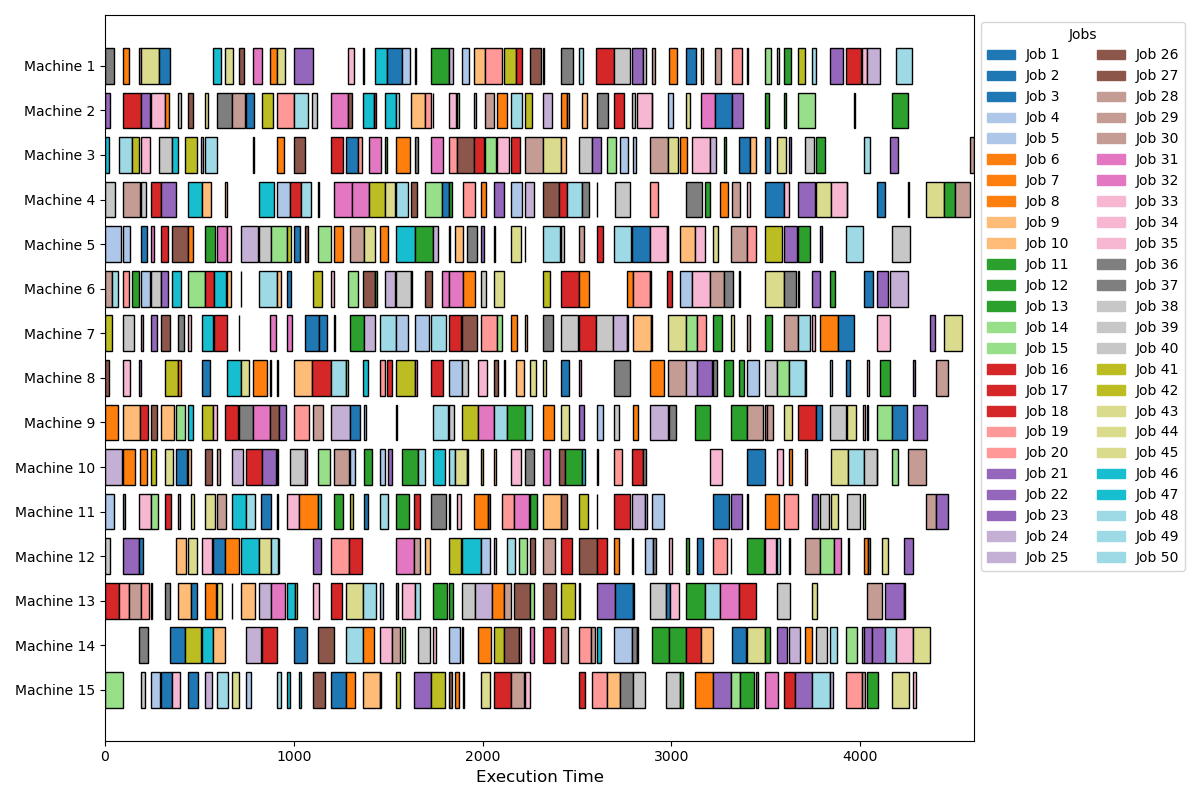 Machine 1
Machine 2
Machine 3
Machine 4
Machine 5
Machine 6
Machine 7
Machine 8
Machine 9
Machine 10
Machine 11
Machine 12
Machine 13
Machine 14
Machine 15
0 1000 2000 3000 4000
Execution Time
Jobs
Job 1
Job 2
Job 3
Job 4
Job 5
Job 6
Job 7
Job 8
Job 9
Job 10
Job 11
Job 12
Job 13
Job 14
Job 15
Job 16
Job 17
Job 18
Job 19
Job 20
Job 21
Job 22
Job 23
Job 24
Job 25
Job 26
Job 27
Job 28
Job 29
Job 30
Job 31
Job 32
Job 33
Job 34
Job 35
Job 36
Job 37
Job 38
Job 39
Job 40
Job 41
Job 42
Job 43
Job 44
Job 45
Job 46
Job 47
Job 48
Job 49
Job 50